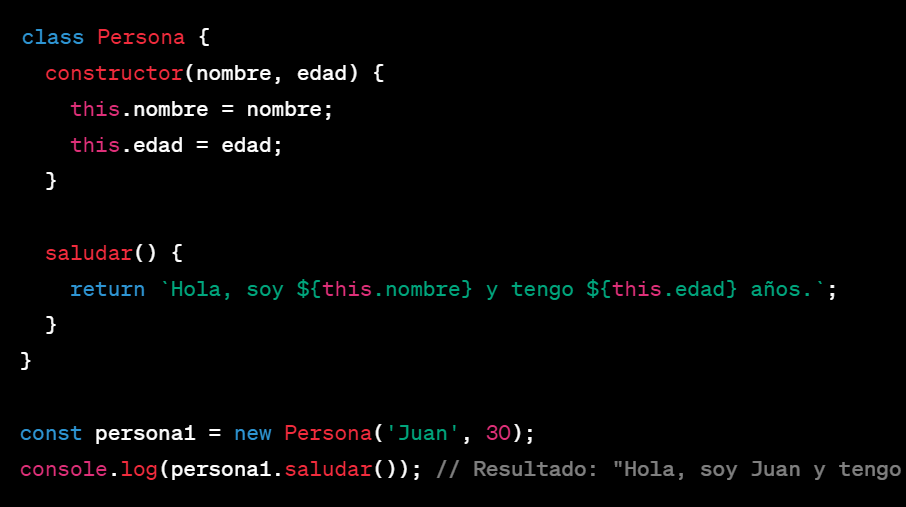 class Persona {
  constructor(nombre, edad) {
    this.nombre = nombre;
    this.edad = edad;
  }

  saludar() {
    return `Hola, soy ${this.nombre} y tengo ${this.edad} años.`;
  }
}

const persona1 = new Persona('Juan', 30);
console.log(persona1.saludar()); // Resultado: "Hola, soy Juan y tengo